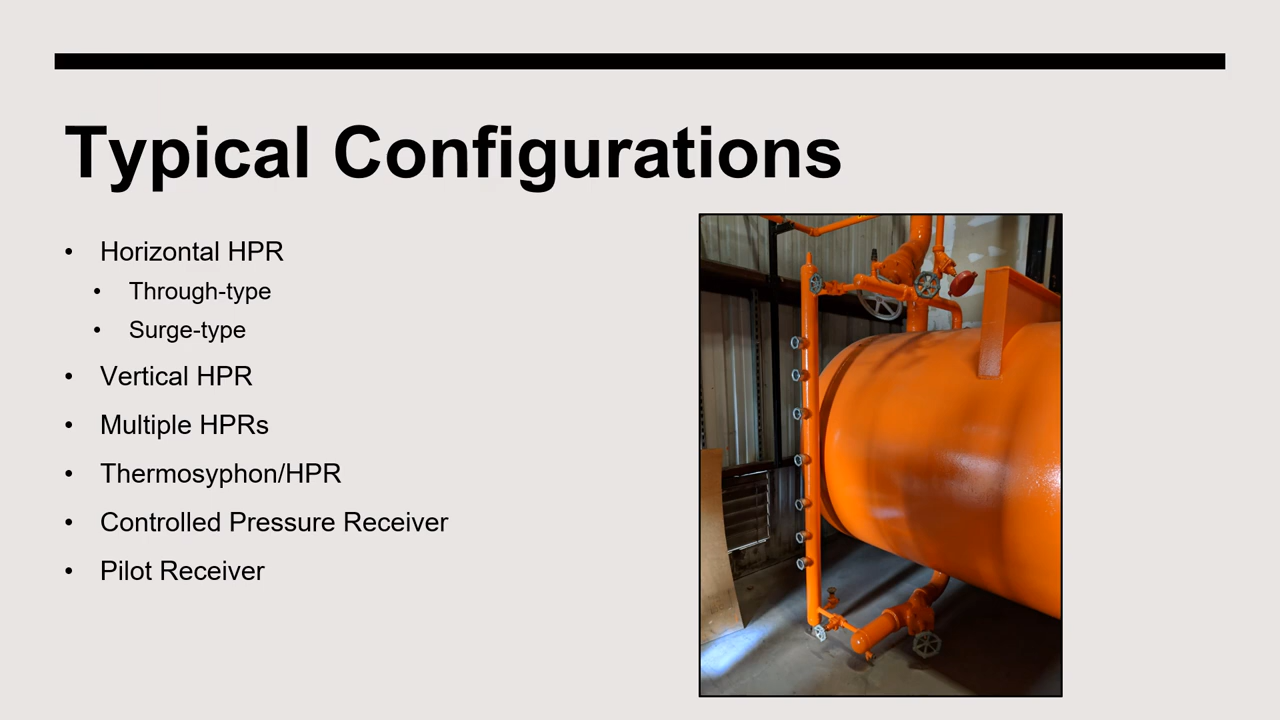 Typical Configurations
• Horizontal HPR
• Through-type
• Surge-type
• Vertical HPR
• Multiple HPRs
• Thermosyphon/HPR
• Controlled Pressure Receiver
• Pilot Receiver